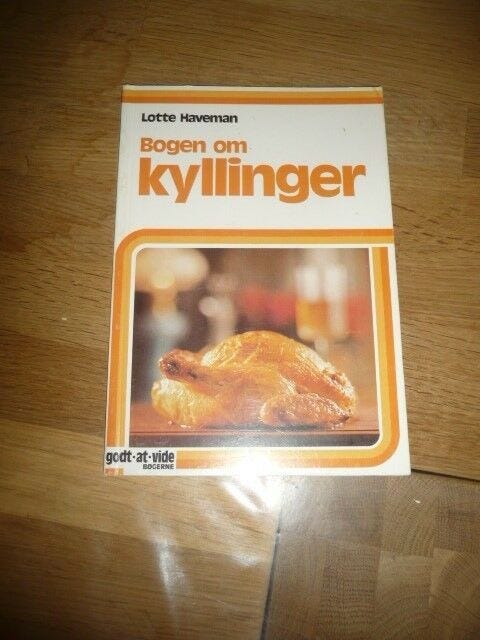 Lotte Haveman
Bogen om
kyllinger
godt·at·vide
BØGERNE